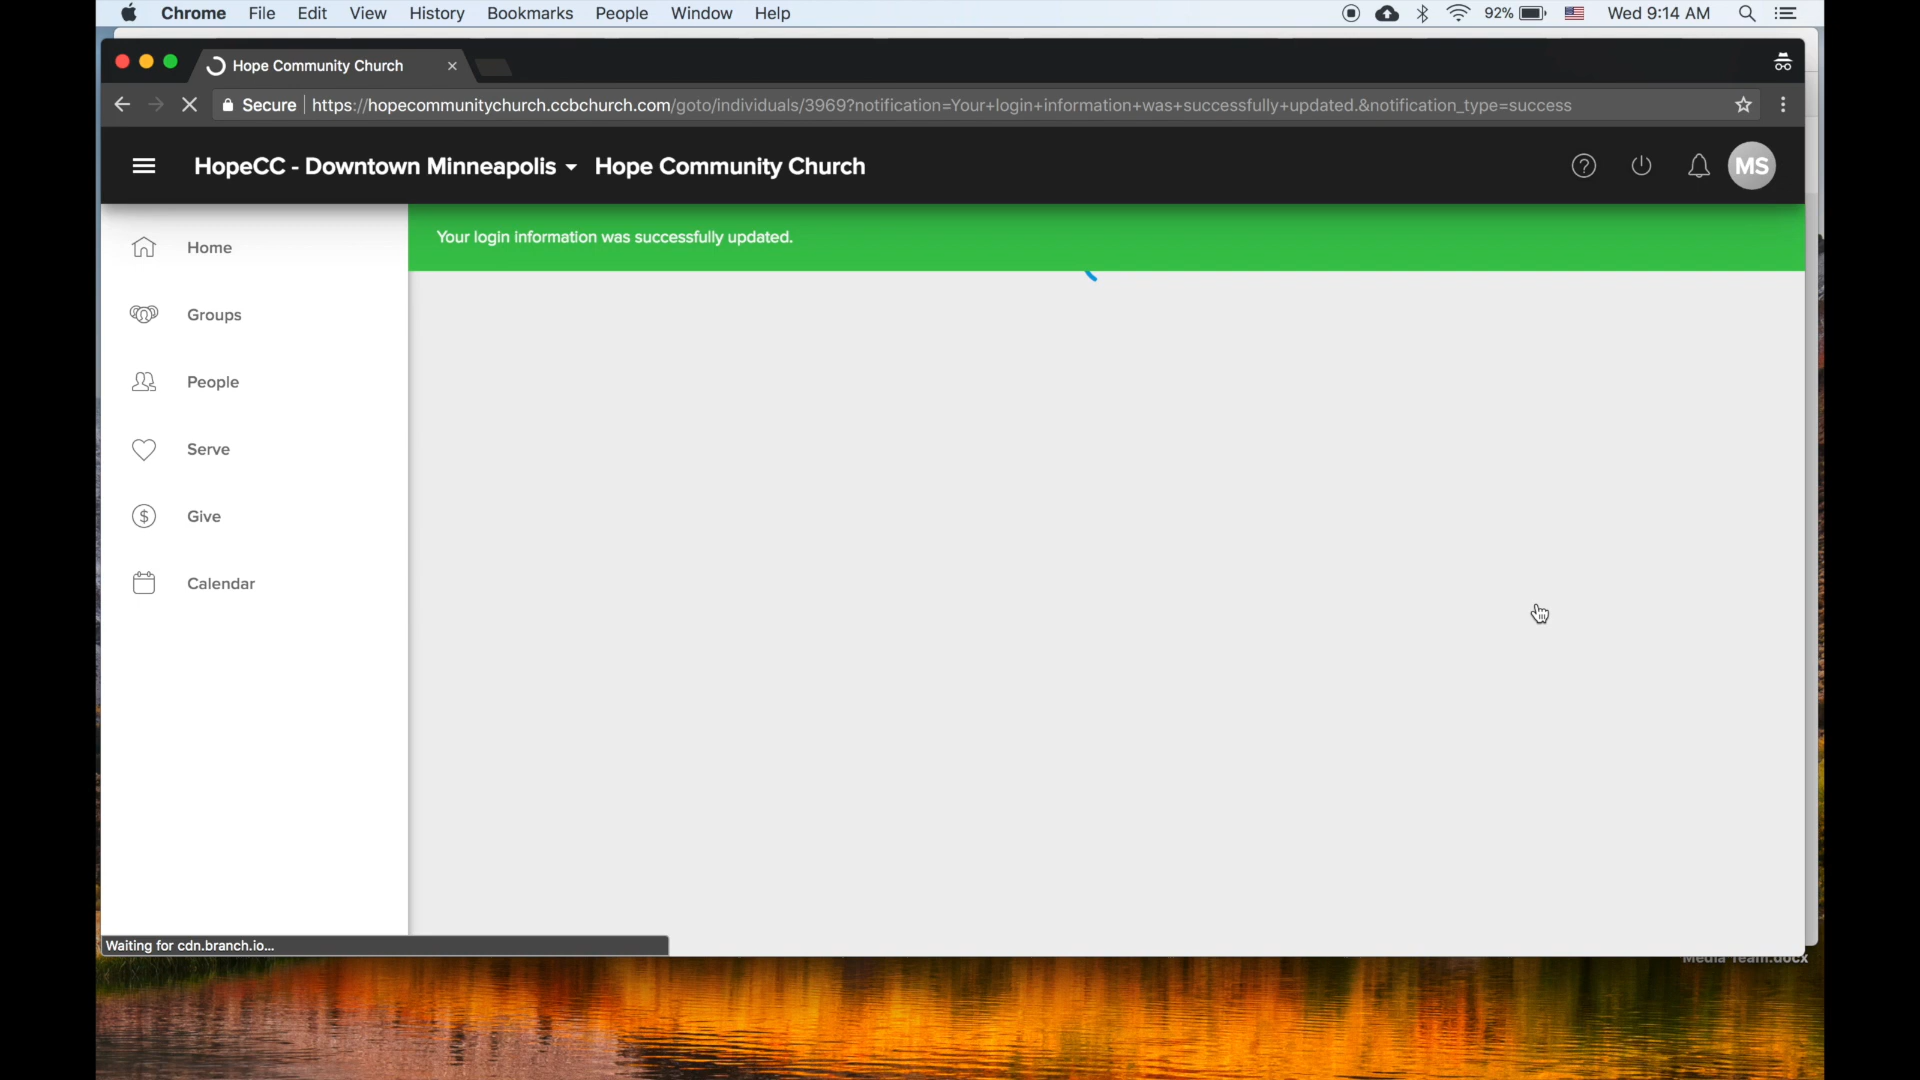 Chrome File Edit View History Bookmarks People Window Help 92% Wed 9:14 AM
Hope Community Church
Secure https://hopecommunitychurch.ccbchurch.com/goto/individuals/3969?notification=Your+login+information+was+successfully+updated.&notification_type=success
HopeCC - Downtown Minneapolis Hope Community Church ? MS
Your login information was successfully updated.
Home
Groups
People
Serve
$ Give
Calendar
Waiting for cdn.branch.io...
Media Team.docx